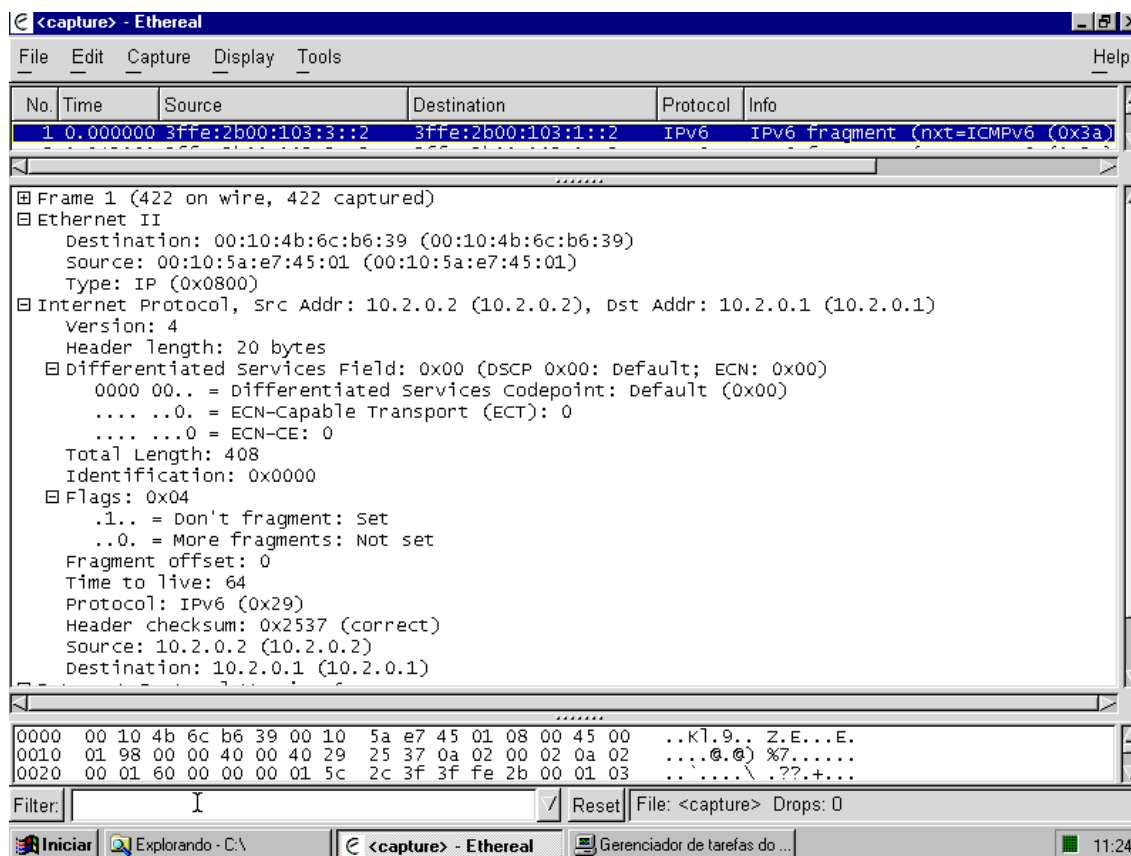 <capture> - Ethereal
File Edit Capture Display Tools Help
No. Time Source Destination Protocol Info
1 0.000000 3ffe:2b00:103:3::2 3ffe:2b00:103:1::2 IPv6 IPv6 fragment (nxt=ICMPv6 (0x3a)
Frame 1 (422 on wire, 422 captured)
Ethernet II
Destination: 00:10:4b:6c:b6:39 (00:10:4b:6c:b6:39)
Source: 00:10:5a:e7:45:01 (00:10:5a:e7:45:01)
Type: IP (0x0800)
Internet Protocol, Src Addr: 10.2.0.2 (10.2.0.2), Dst Addr: 10.2.0.1 (10.2.0.1)
Version: 4
Header length: 20 bytes
Differentiated Services Field: 0x00 (DSCP 0x00: Default; ECN: 0x00)
0000 00.. = Differentiated Services Codepoint: Default (0x00)
.... ..0. = ECN-Capable Transport (ECT): 0
.... ...0 = ECN-CE: 0
Total Length: 408
Identification: 0x0000
Flags: 0x04
.1.. = Don't fragment: Set
..0. = More fragments: Not set
Fragment offset: 0
Time to live: 64
Protocol: IPv6 (0x29)
Header checksum: 0x2537 (correct)
Source: 10.2.0.2 (10.2.0.2)
Destination: 10.2.0.1 (10.2.0.1)
0000 00 10 4b 6c b6 39 00 10 5a e7 45 01 08 00 45 00 ..Kl.9.. Z.E...E.
0010 01 98 00 00 40 00 40 29 25 37 0a 02 00 02 0a 02 ....@.@) %7......
0020 00 01 60 00 00 00 01 5c 2c 3f 3f fe 2b 00 01 03 ..`....\ .??.+...
Filter: Reset File: <capture> Drops: 0
Iniciar Explorando - C:\ <capture> - Ethereal Gerenciador de tarefas do ... 11:24